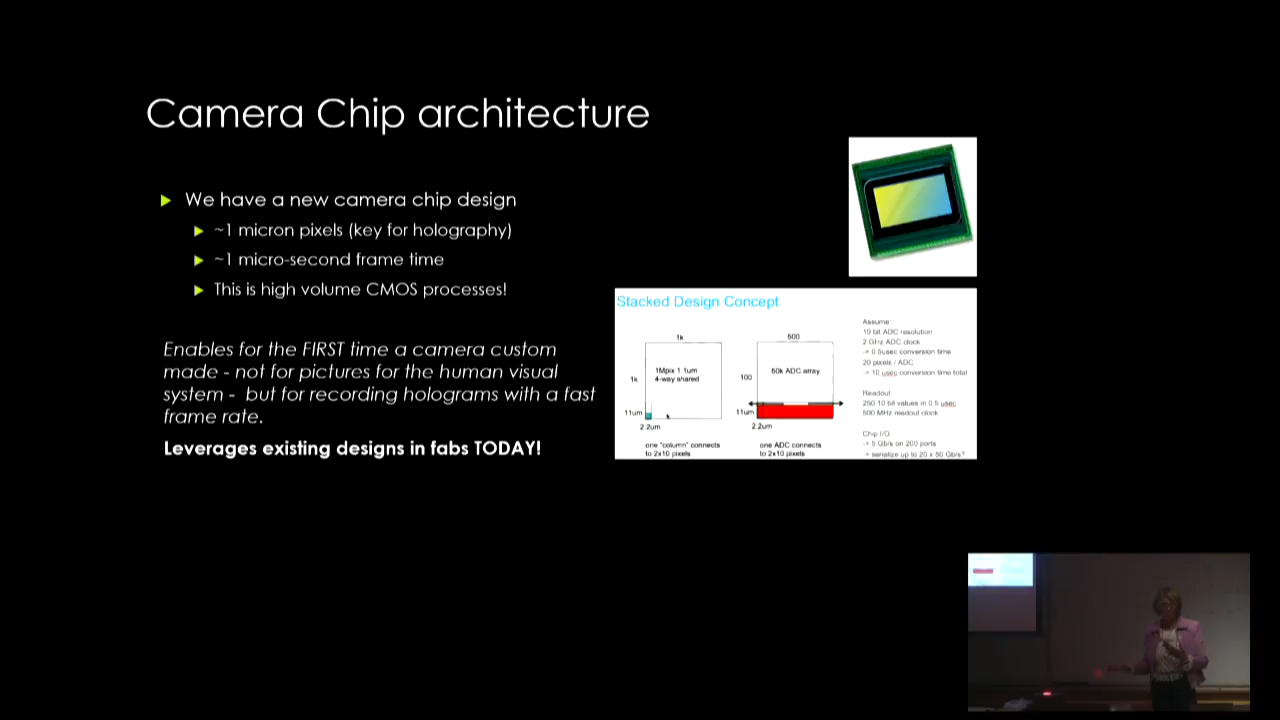 Camera Chip architecture
We have a new camera chip design
~1 micron pixels (key for holography)
~1 micro-second frame time
This is high volume CMOS processes!
Enables for the FIRST time a camera custom
made - not for pictures for the human visual
system - but for recording holograms with a fast
frame rate.
Leverages existing designs in fabs TODAY!
Stacked Design Concept
1k
1Mpix 1.1um
4-way shared
1k
11um
2.2um
one "column" connects
to 2x10 pixels
500
50k ADC array
100
11um
2.2um
one ADC connects
to 2x10 pixels
Assume:
10 bit ADC resolution
2 GHz ADC clock
-> 0.5usec conversion time
20 pixels / ADC
-> 10 usec conversion time total
Readout
250 10 bit values in 0.5 usec
500 MHz readout clock
Chip I/O
-> 5 Gb/s on 200 ports
-> serialize up to 20 x 50 Gb/s?